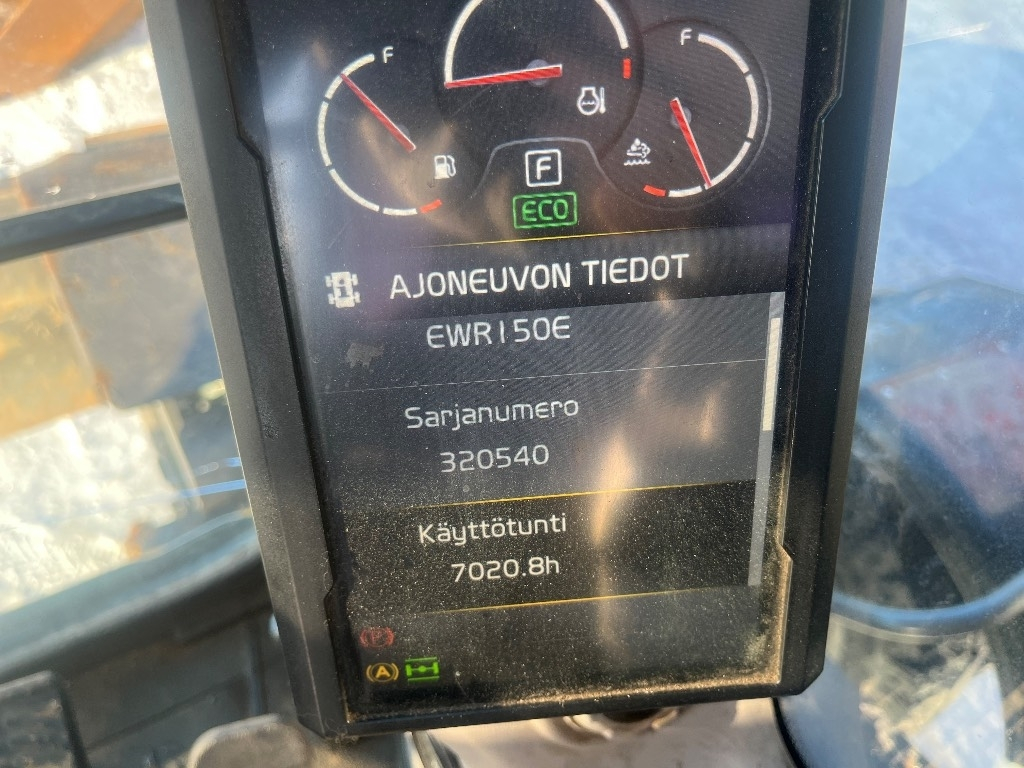 F
F
F
ECO
AJONEUVON TIEDOT
EWR150E
Sarjanumero
320540
Käyttötunti
7020.8h
P
A